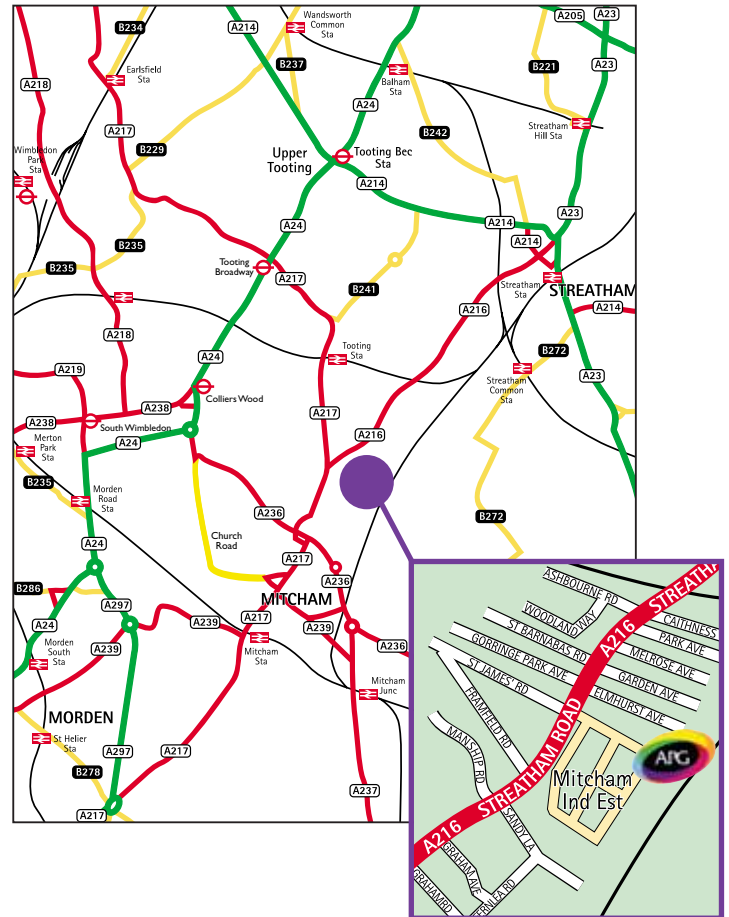 Wandsworth
Common
Sta
A214
B234
A205
A23
Earlsfield
Sta
A218
B237
Balham
Sta
B221
A23
A24
A217
B229
B242
Streatham
Hill Sta
Wimbledon
Park
Sta
Upper
Tooting
Tooting Bec
Sta
A214
A24
A214
A23
A214
B235
B235
Tooting
Broadway
A217
B241
Streatham
Sta
STREATHAM
A216
A214
A218
A24
Tooting
Sta
B272
A219
Streatham
Common
Sta
A23
Colliers Wood
A238
A238
South Wimbledon
A217
A24
A216
Merton
Park
Sta
B235
Morden
Road
Sta
A236
B272
Church
Road
A24
A217
A236
B286
MITCHAM
A297
A24
A239
A217
A239
A236
Morden
South
Sta
A239
Mitcham
Sta
Mitcham
Junc
MORDEN
St Helier
Sta
A297
A217
B278
A237
A217
ASHBOURNE RD
STREATHA
A216
WOODLAND WAY
CAITHNESS
PARK AVE
ST BARNABAS RD
MELROSE AVE
GORRINGE PARK AVE
GARDEN AVE
ST JAMES' RD
ELMHURST AVE
FRAMFIELD RD
MANSHIP RD
STREATHAM ROAD
A216
APG
Mitcham
Ind Est
SANDY LA
GRAHAM AVE
GRAHAMRD
FERNLEA RD